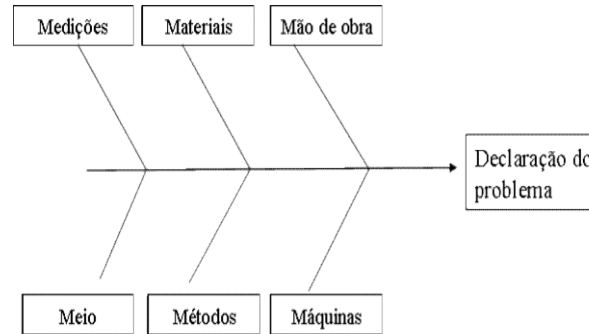 Medições
Materiais
Mão de obra
Declaração do
problema
Meio
Métodos
Máquinas